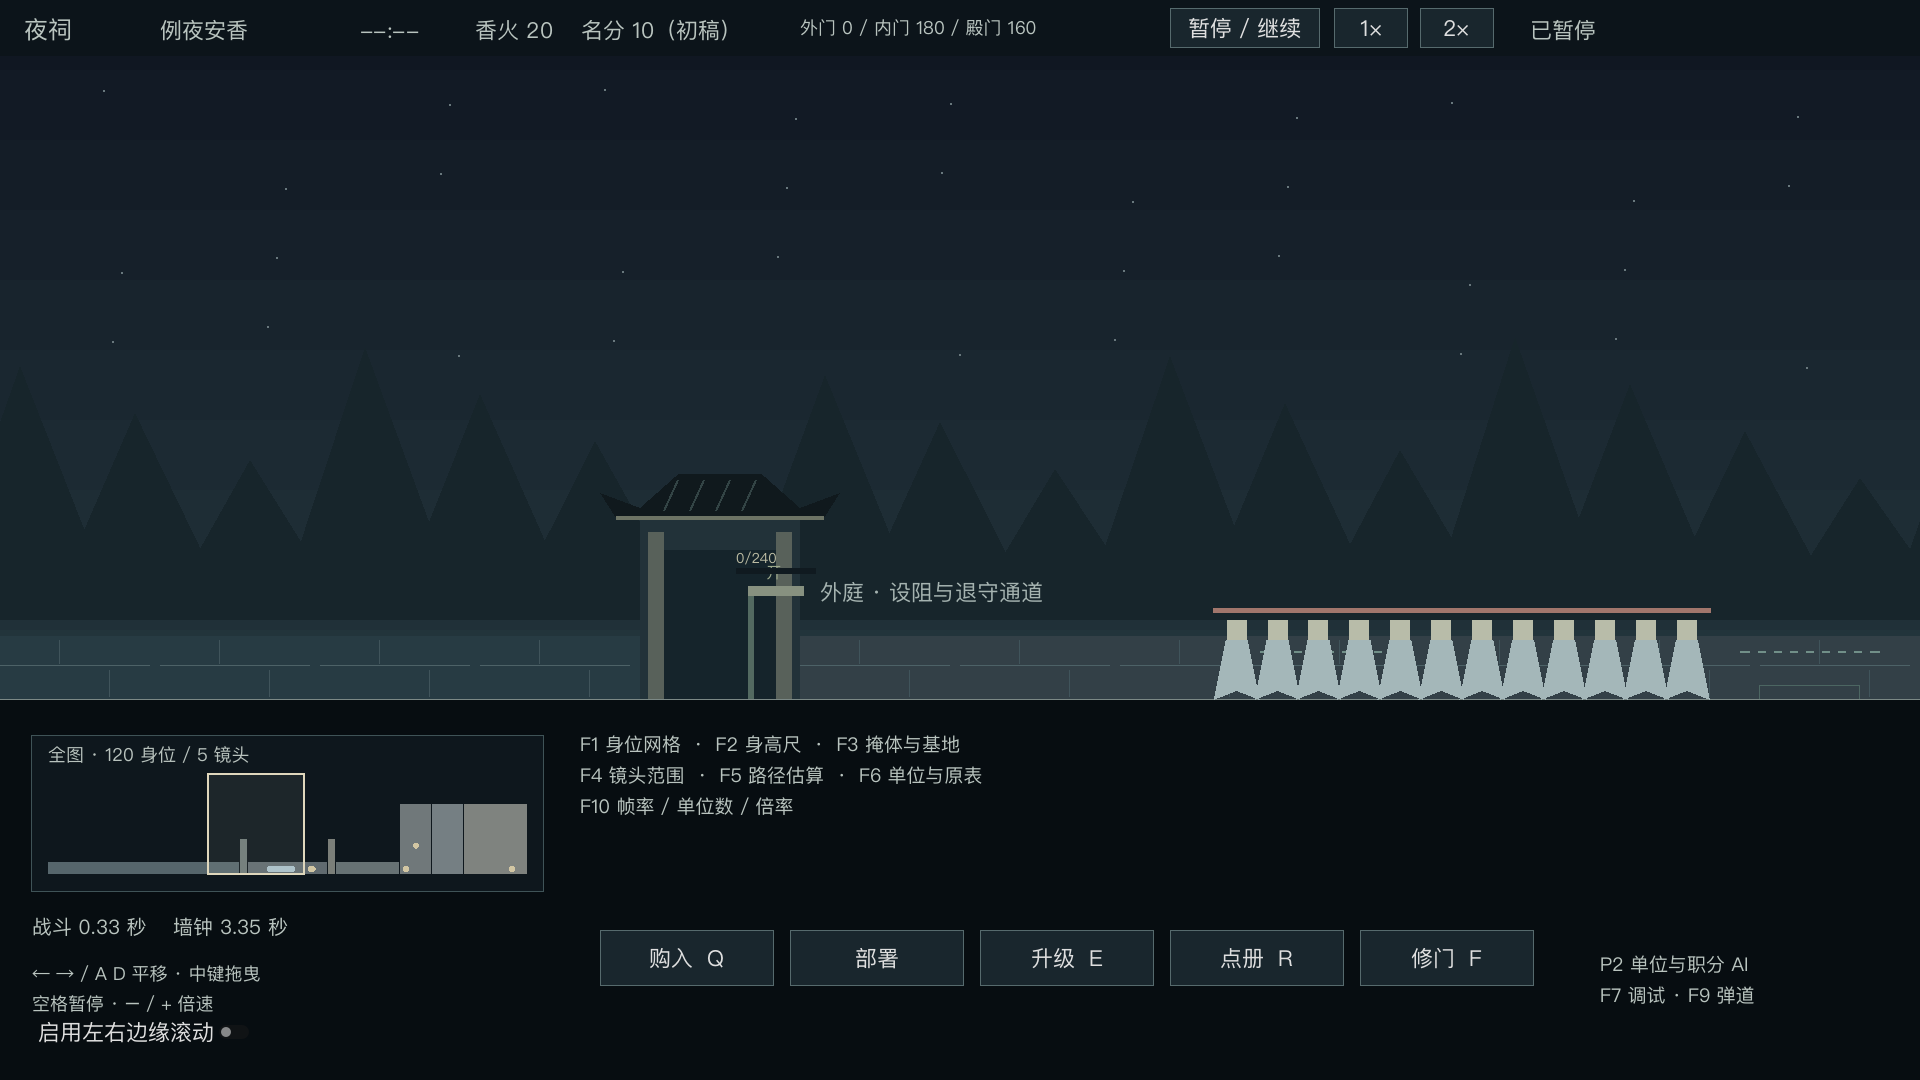 夜祠 例夜安香 --:-- 香火 20 名分 10（初稿） 外门 0 / 内门 180 / 殿门 160 暂停 / 继续 1× 2× 已暂停
0/240
开
外庭 · 设阻与退守通道
全图 · 120 身位 / 5 镜头
F1 身位网格 · F2 身高尺 · F3 掩体与基地
F4 镜头范围 · F5 路径估算 · F6 单位与原表
F10 帧率 / 单位数 / 倍率
战斗 0.33 秒 墙钟 3.35 秒
购入 Q 部署 升级 E 点册 R 修门 F
←→ / A D 平移 · 中键拖曳
空格暂停 · − / + 倍速
启用左右边缘滚动
P2 单位与职分 AI
F7 调试 · F9 弹道